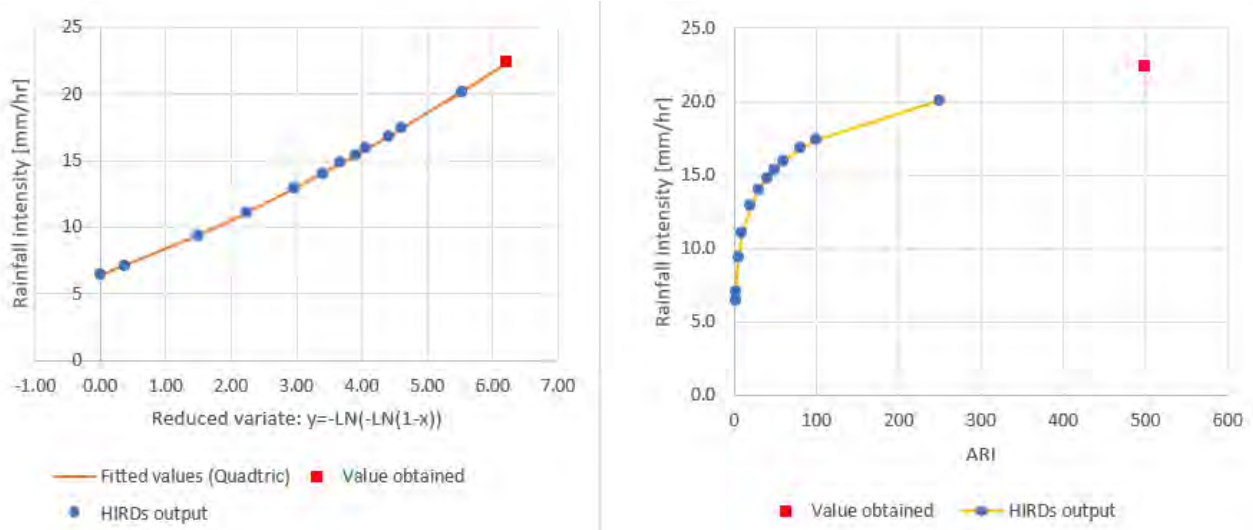 25
20
15
10
5
0
Rainfall intensity [mm/hr]
-1.00 0.00 1.00 2.00 3.00 4.00 5.00 6.00 7.00
Reduced variate: y=-LN(-LN(1-x))
Fitted values (Quadtric) Value obtained
HIRDs output
25.0
20.0
15.0
10.0
5.0
0.0
Rainfall intensity [mm/hr]
0 100 200 300 400 500 600
ARI
Value obtained HIRDs output